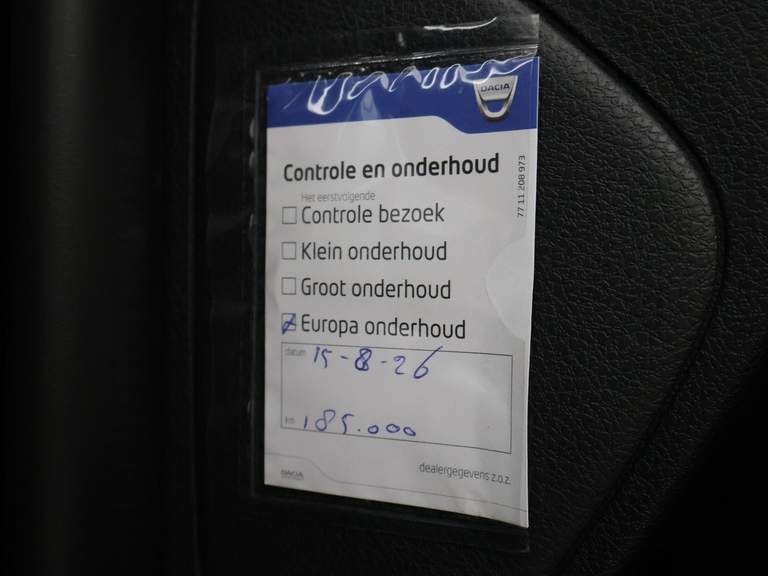 DACIA
Controle en onderhoud
Het eerstvolgende
Controle bezoek
Klein onderhoud
Groot onderhoud
Europa onderhoud
datum 15-8-26
km 185.000
dealergegevens z.o.z.
DACIA
77 11 208 973